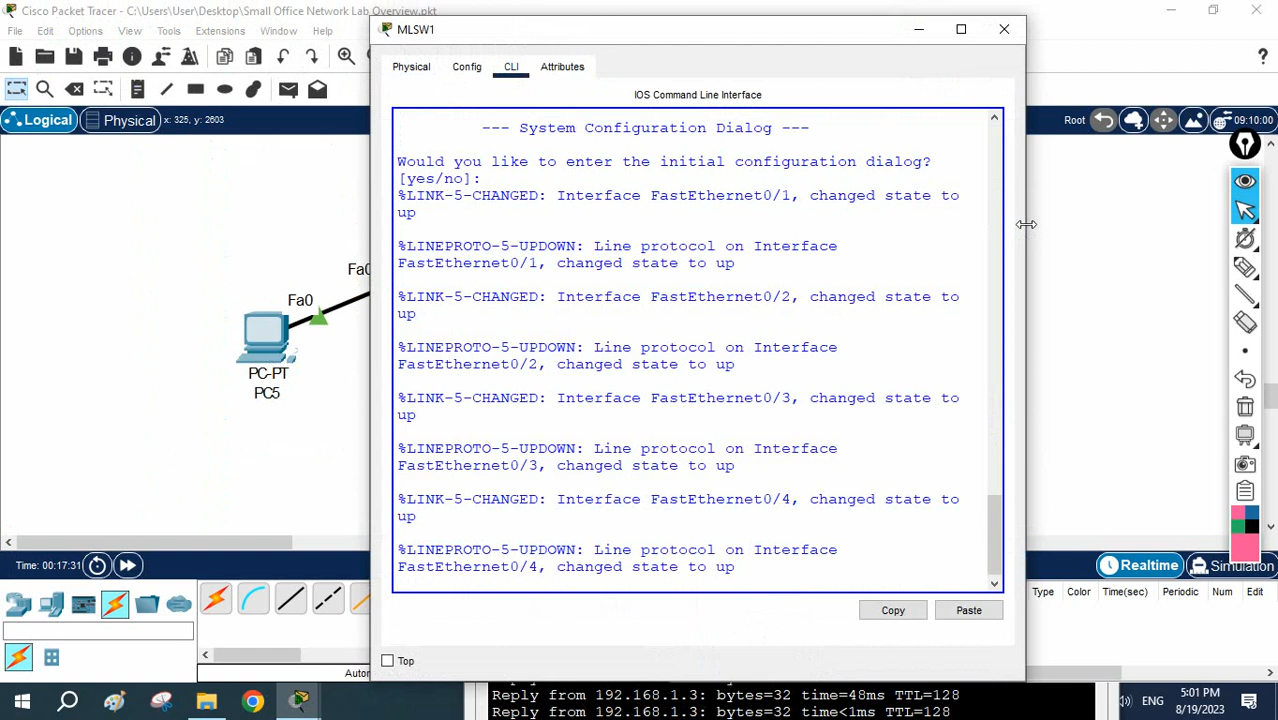 Cisco Packet Tracer - C:\Users\User\Desktop\Small Office Network Lab Overview.pkt
File Edit Options View Tools Extensions Window Help
MLSW1
Physical Config CLI Attributes
IOS Command Line Interface
Logical Physical x: 325, y: 2603
Root 09:10:00
--- System Configuration Dialog ---
Would you like to enter the initial configuration dialog?
[yes/no]:
%LINK-5-CHANGED: Interface FastEthernet0/1, changed state to
up
%LINEPROTO-5-UPDOWN: Line protocol on Interface
FastEthernet0/1, changed state to up
%LINK-5-CHANGED: Interface FastEthernet0/2, changed state to
up
%LINEPROTO-5-UPDOWN: Line protocol on Interface
FastEthernet0/2, changed state to up
%LINK-5-CHANGED: Interface FastEthernet0/3, changed state to
up
%LINEPROTO-5-UPDOWN: Line protocol on Interface
FastEthernet0/3, changed state to up
%LINK-5-CHANGED: Interface FastEthernet0/4, changed state to
up
%LINEPROTO-5-UPDOWN: Line protocol on Interface
FastEthernet0/4, changed state to up
Fa0
Fa0
PC-PT
PC5
Copy Paste
Top
Time: 00:17:31
Realtime Simulation
Type Color Time(sec) Periodic Num Edit
Reply from 192.168.1.3: bytes=32 time=48ms TTL=128
Reply from 192.168.1.3: bytes=32 time<1ms TTL=128
ENG
5:01 PM
8/19/2023